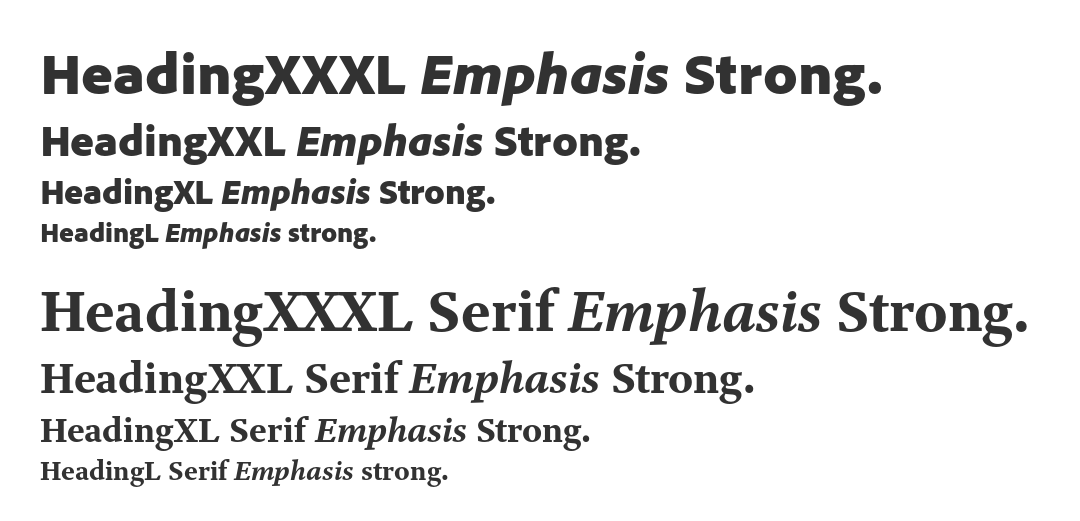 HeadingXXXL Emphasis Strong.
HeadingXXL Emphasis Strong.
HeadingXL Emphasis Strong.
HeadingL Emphasis strong.
HeadingXXXL Serif Emphasis Strong.
HeadingXXL Serif Emphasis Strong.
HeadingXL Serif Emphasis Strong.
HeadingL Serif Emphasis strong.